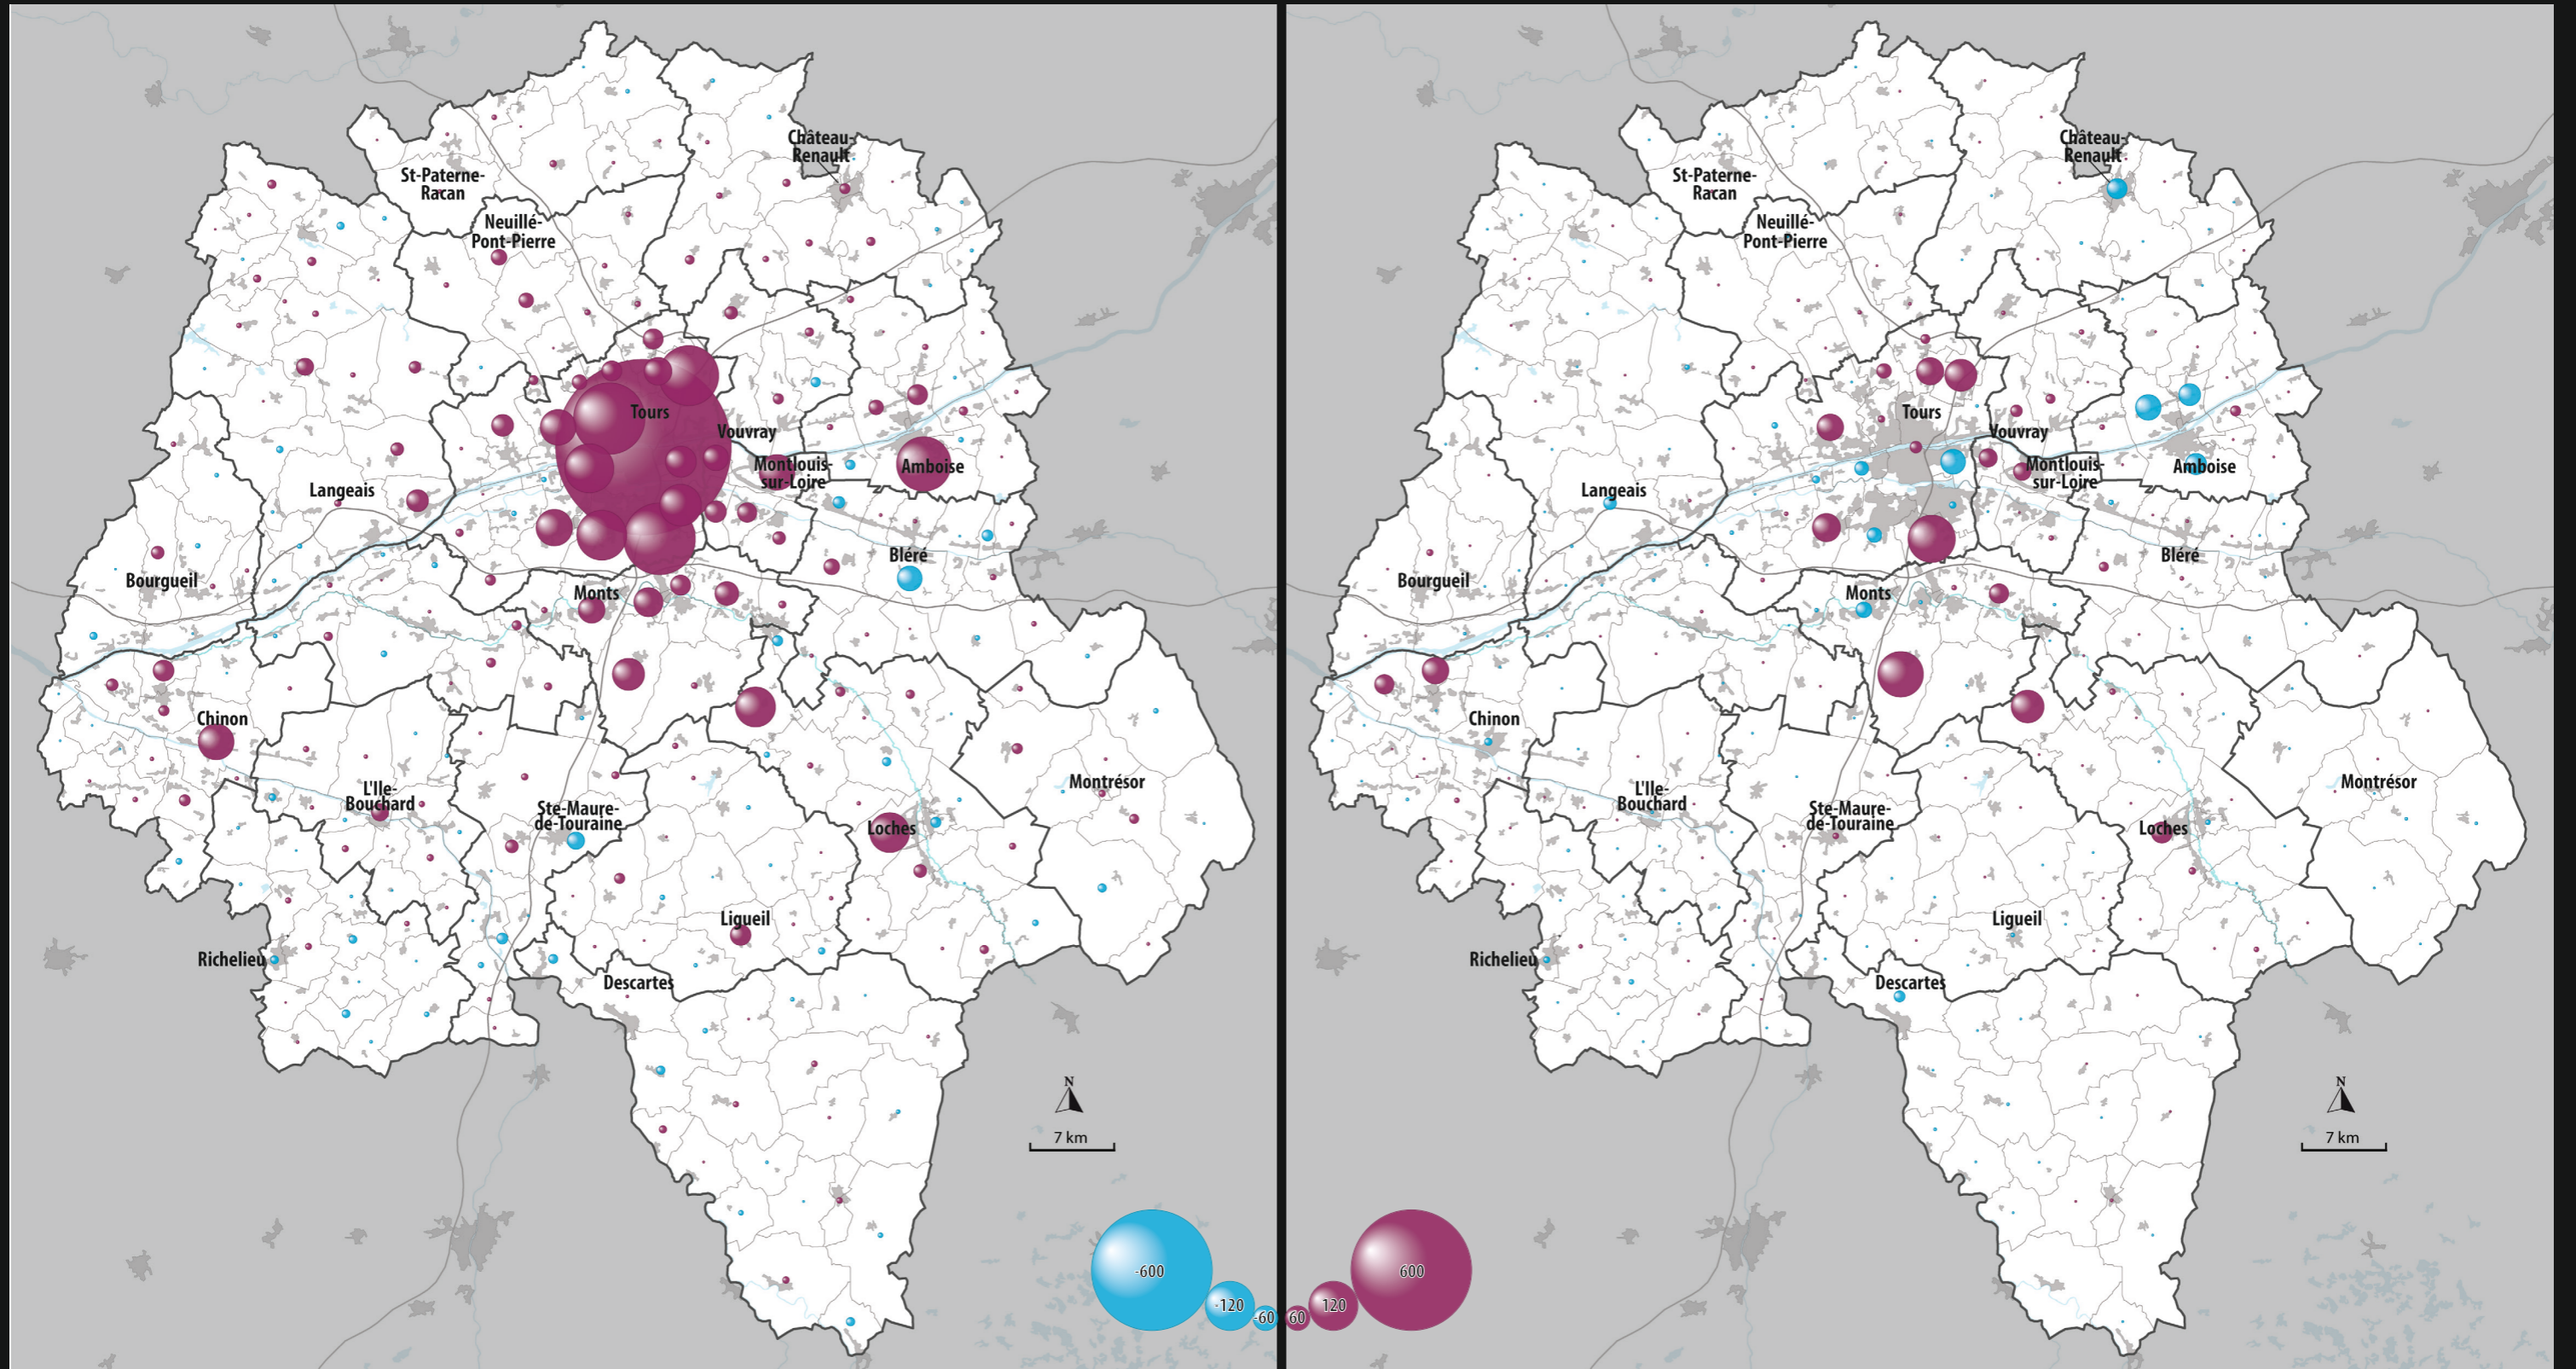 Château-
Renault
St-Paterne-
Racan
Neuillé-
Pont-Pierre
Tours
Vouvray
Montlouis-
sur-Loire
Amboise
Langeais
Bléré
Bourgueil
Monts
Chinon
Montrésor
L'Ile-
Bouchard
Ste-Maure-
de-Touraine
Loches
Ligueil
Richelieu
Descartes
N
7 km
Château-
Renault
St-Paterne-
Racan
Neuillé-
Pont-Pierre
Tours
Vouvray
Montlouis-
sur-Loire
Amboise
Langeais
Bléré
Bourgueil
Monts
Chinon
Montrésor
L'Ile-
Bouchard
Ste-Maure-
de-Touraine
Loches
Ligueil
Richelieu
Descartes
N
7 km
-600
-120
-60
60
120
600